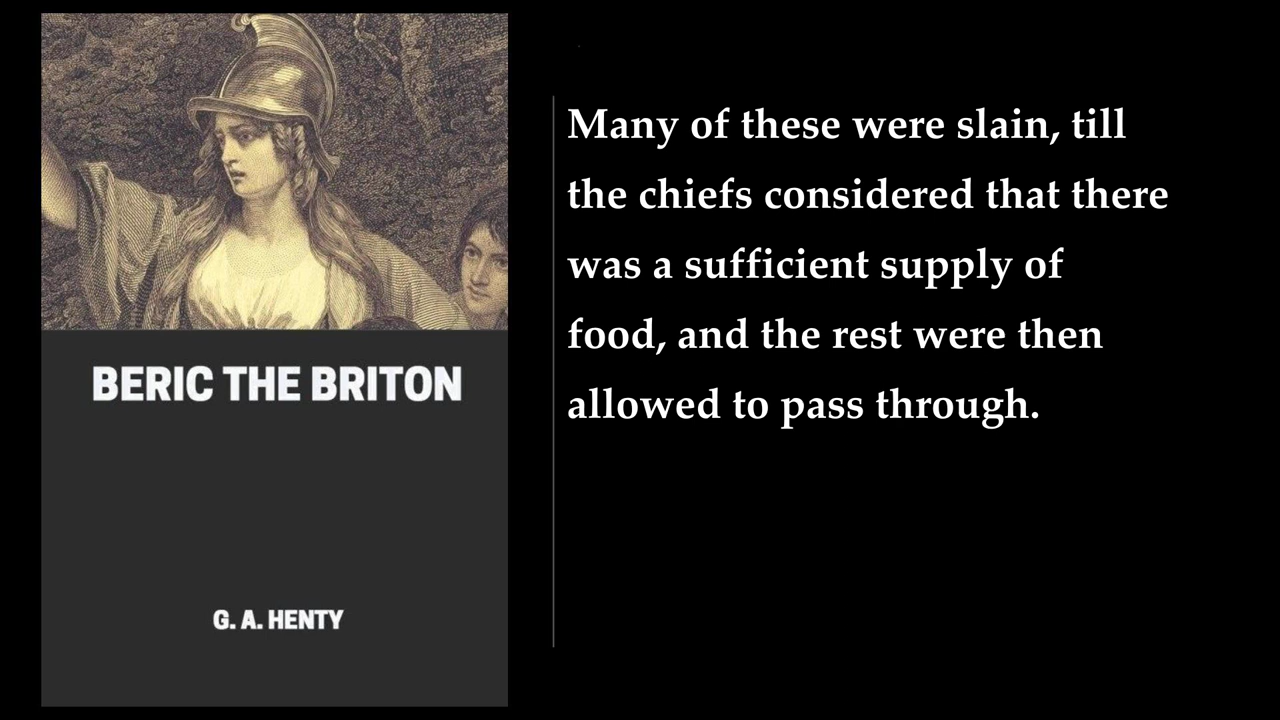 BERIC THE BRITON
G. A. HENTY
Many of these were slain, till
the chiefs considered that there
was a sufficient supply of
food, and the rest were then
allowed to pass through.